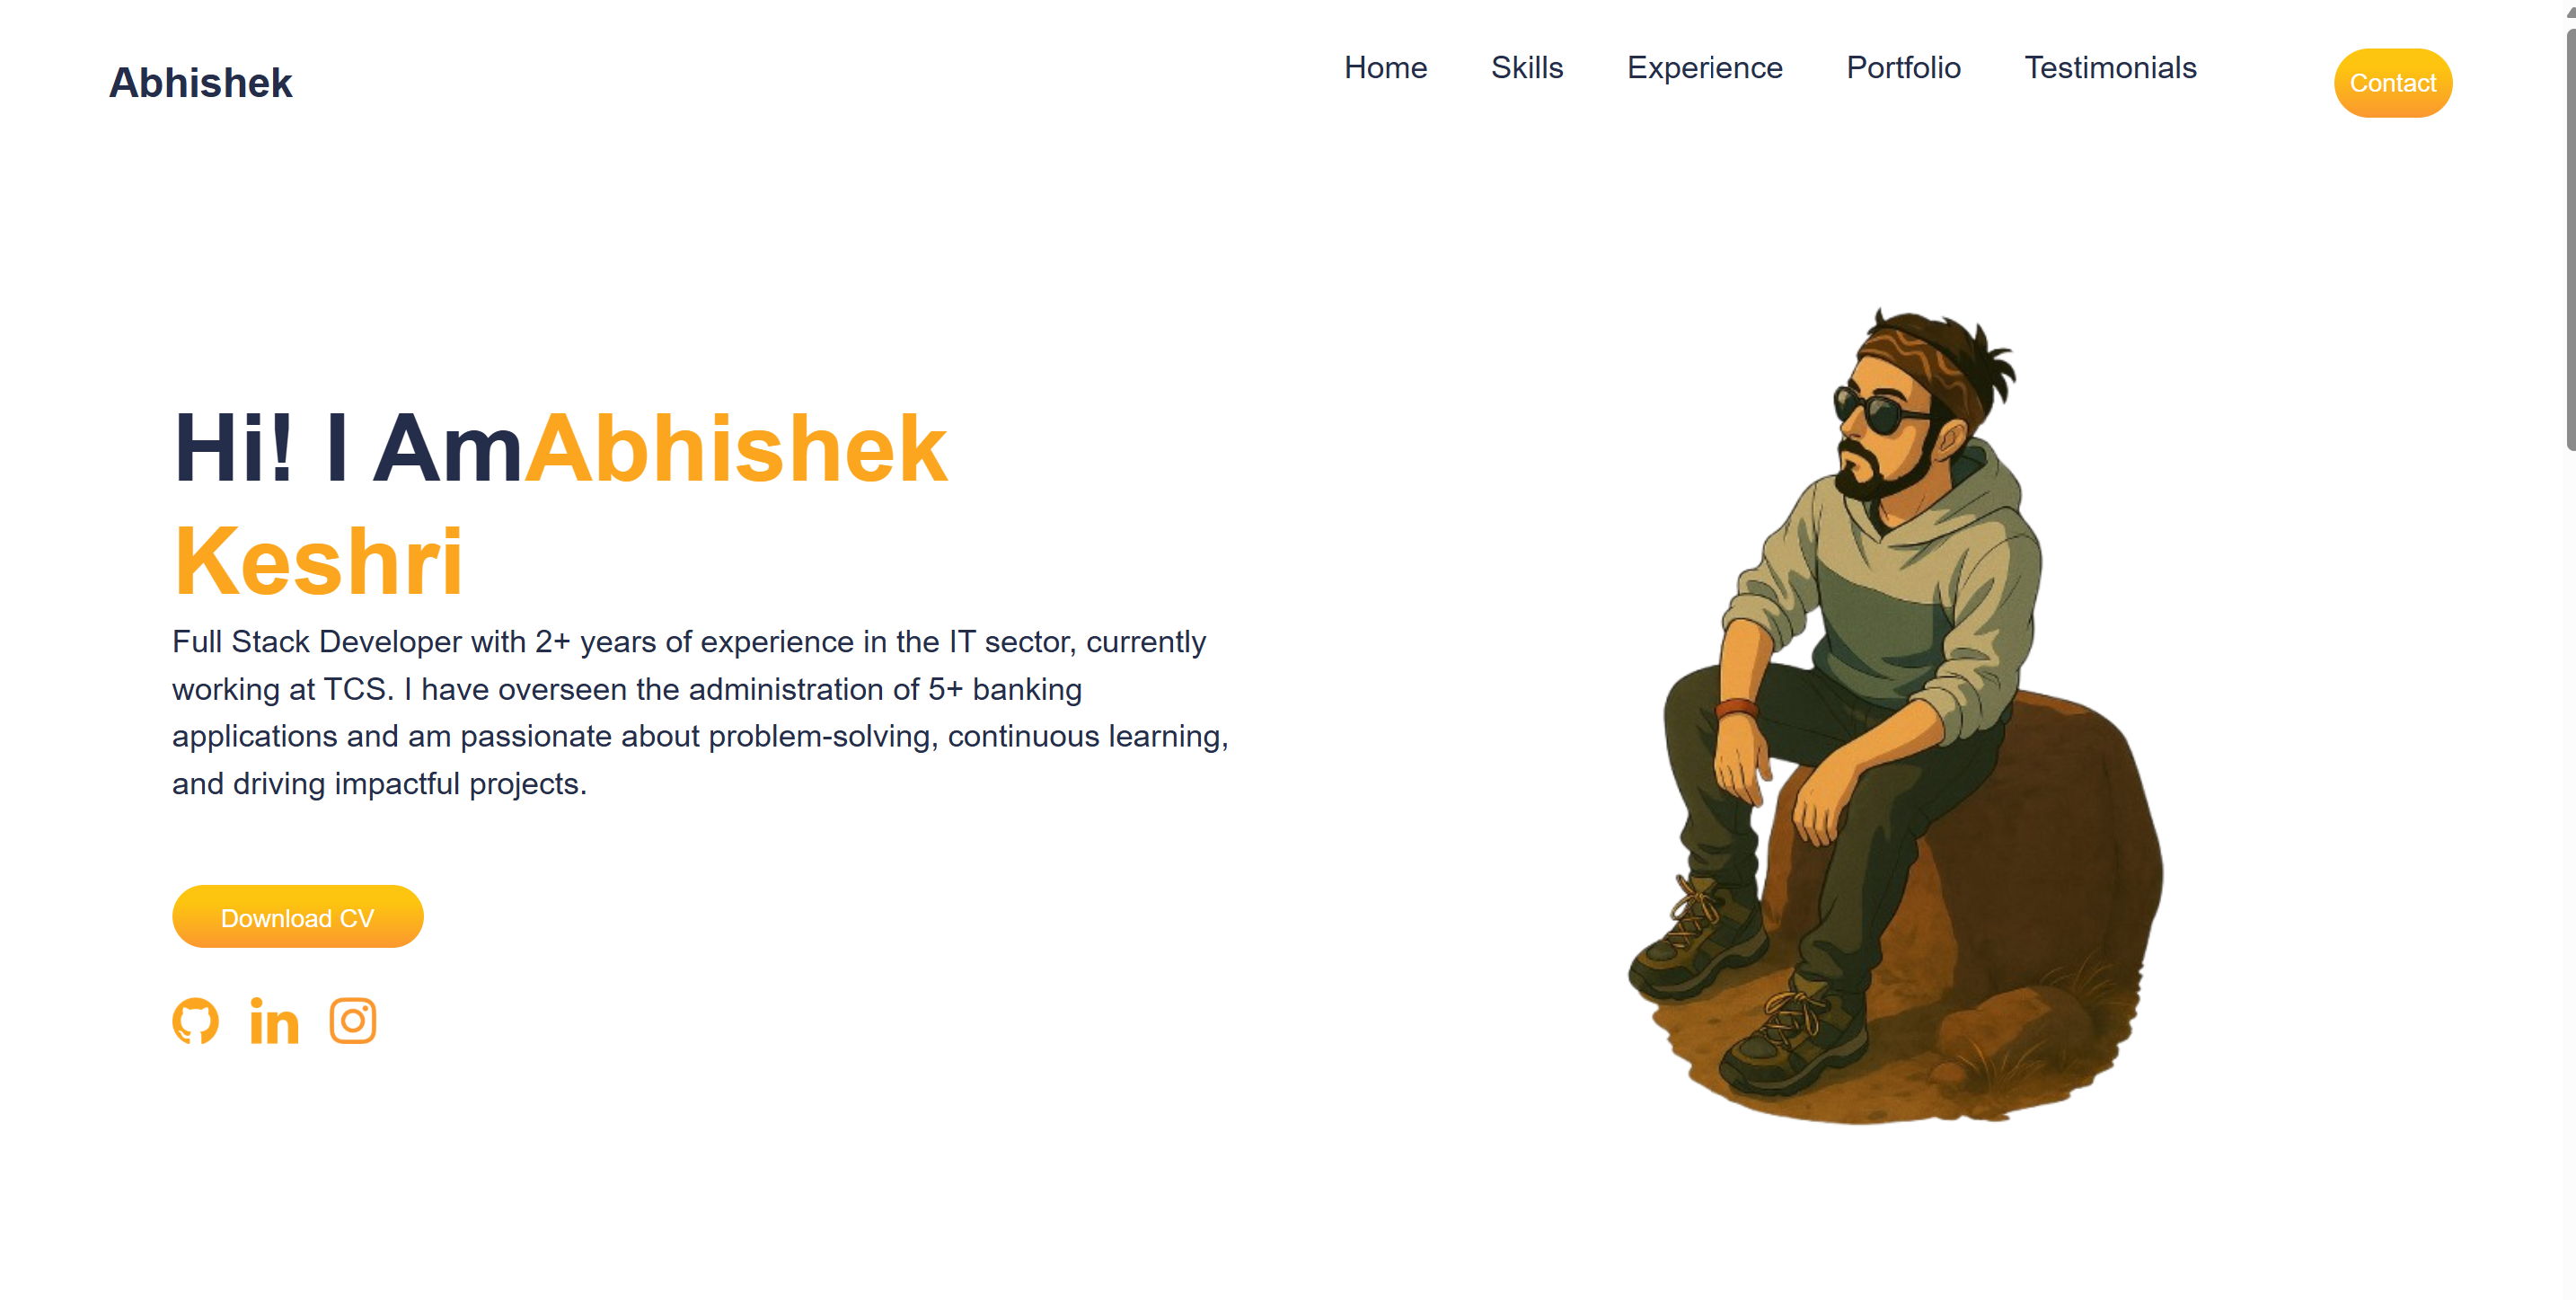 Abhishek
Home Skills Experience Portfolio Testimonials Contact
Hi! I AmAbhishek
Keshri
Full Stack Developer with 2+ years of experience in the IT sector, currently
working at TCS. I have overseen the administration of 5+ banking
applications and am passionate about problem-solving, continuous learning,
and driving impactful projects.
Download CV
in